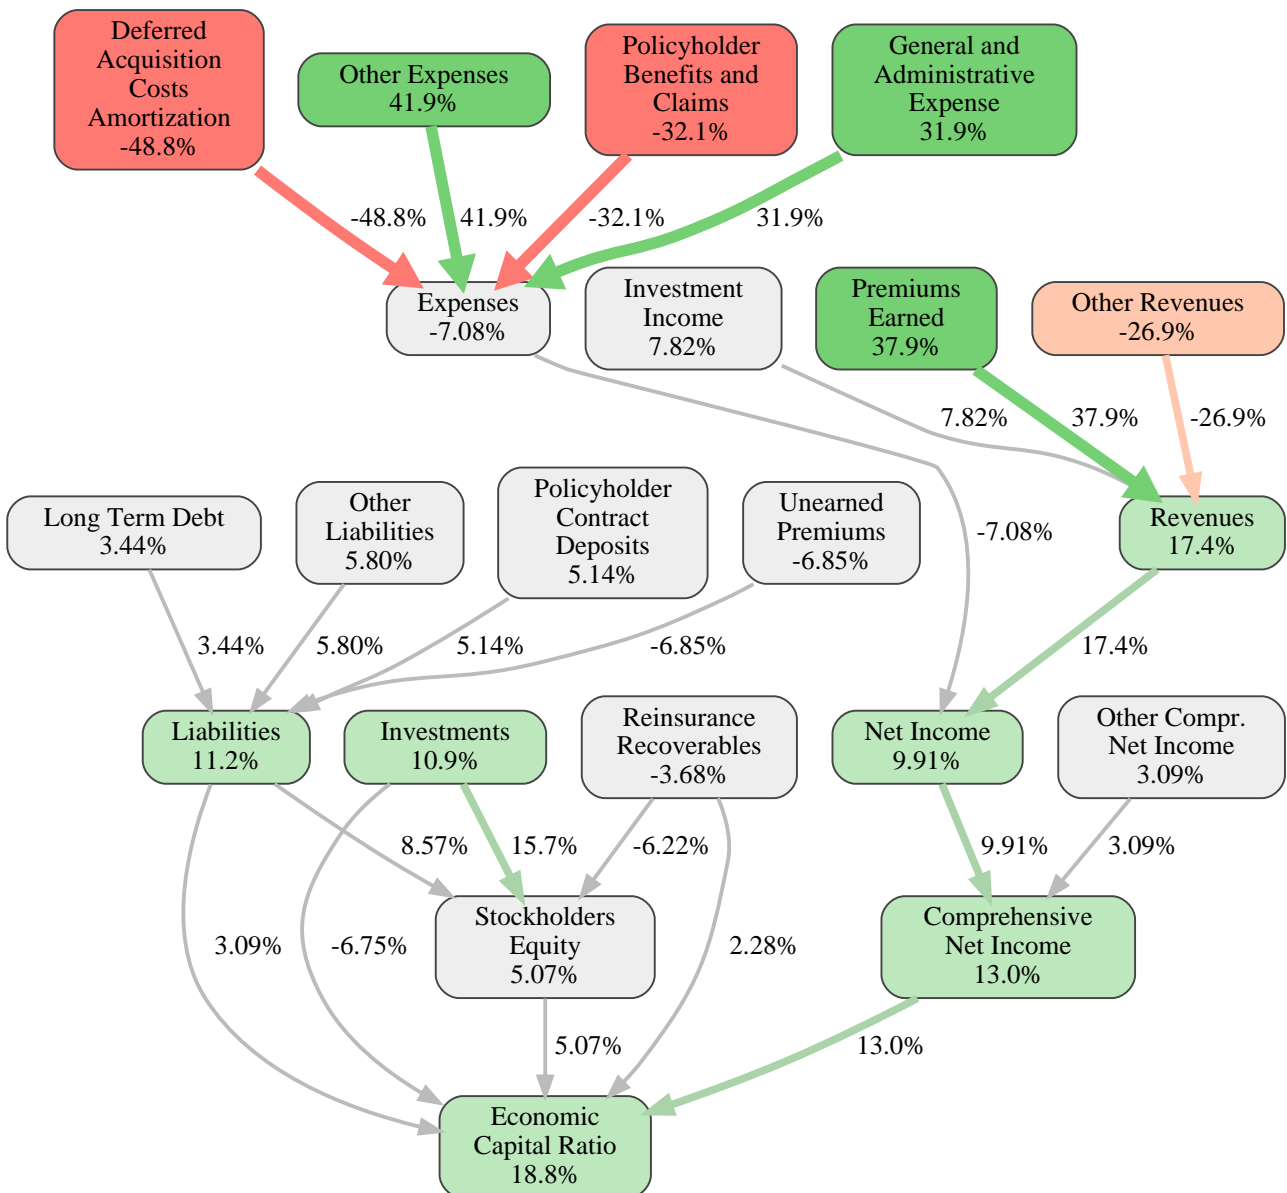 Deferred
Acquisition
Costs
Amortization
-48.8%
Other Expenses
41.9%
Policyholder
Benefits and
Claims
-32.1%
General and
Administrative
Expense
31.9%
-48.8%
41.9%
-32.1%
31.9%
Expenses
-7.08%
Investment
Income
7.82%
Premiums
Earned
37.9%
Other Revenues
-26.9%
7.82%
37.9%
-26.9%
Long Term Debt
3.44%
Other
Liabilities
5.80%
Policyholder
Contract
Deposits
5.14%
Unearned
Premiums
-6.85%
-7.08%
Revenues
17.4%
3.44%
5.80%
5.14%
-6.85%
17.4%
Liabilities
11.2%
Investments
10.9%
Reinsurance
Recoverables
-3.68%
Net Income
9.91%
Other Compr.
Net Income
3.09%
8.57%
15.7%
-6.22%
9.91%
3.09%
3.09%
-6.75%
Stockholders
Equity
5.07%
2.28%
Comprehensive
Net Income
13.0%
5.07%
13.0%
Economic
Capital Ratio
18.8%